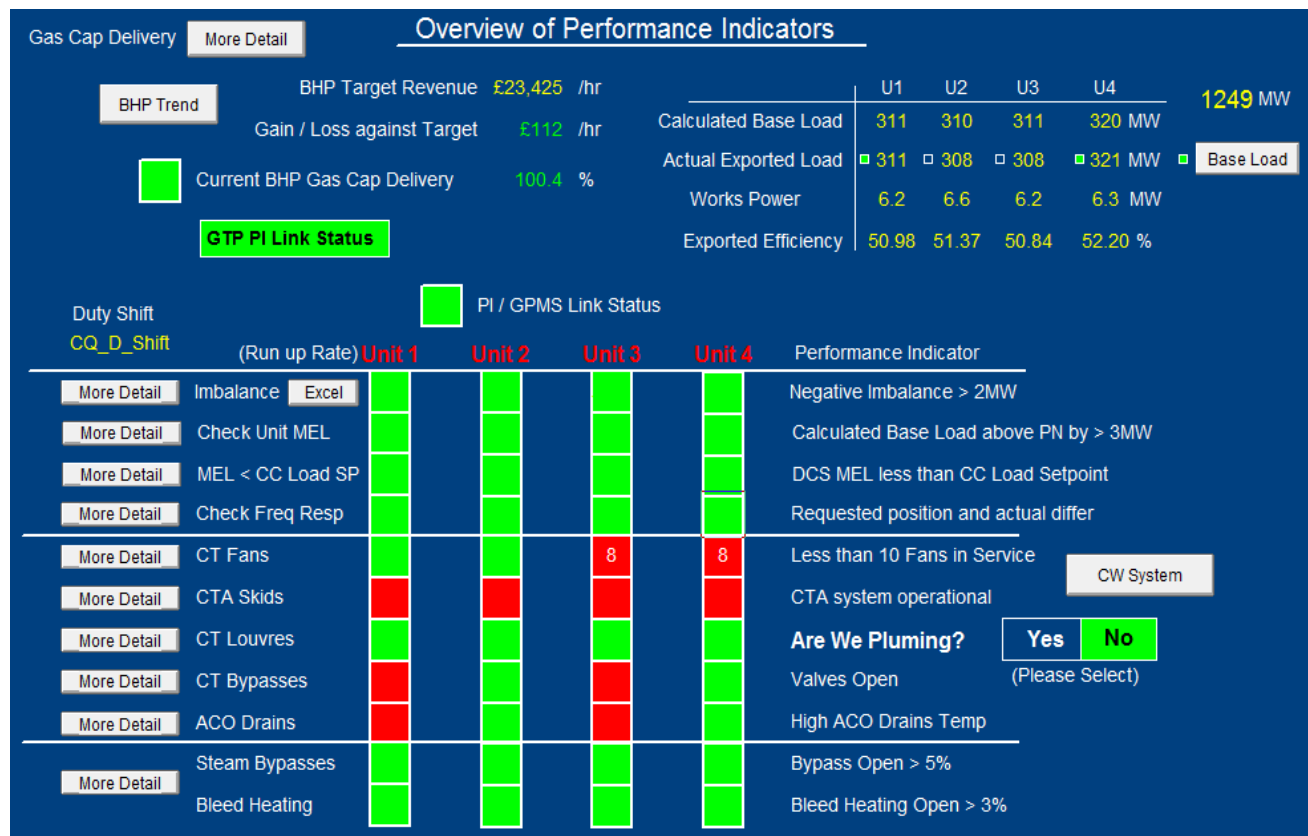 Overview of Performance Indicators
Gas Cap Delivery More Detail
BHP Trend
BHP Target Revenue £23,425 /hr
Gain / Loss against Target £112 /hr
Current BHP Gas Cap Delivery 100.4 %
GTP PI Link Status
U1 U2 U3 U4
1249 MW
Calculated Base Load 311 310 311 320 MW
Actual Exported Load 311 308 308 321 MW Base Load
Works Power 6.2 6.6 6.2 6.3 MW
Exported Efficiency 50.98 51.37 50.84 52.20 %
PI / GPMS Link Status
Duty Shift
CQ_D_Shift
(Run up Rate) Unit 1 Unit 2 Unit 3 Unit 4 Performance Indicator
More Detail Imbalance Excel Negative Imbalance > 2MW
More Detail Check Unit MEL Calculated Base Load above PN by > 3MW
More Detail MEL < CC Load SP DCS MEL less than CC Load Setpoint
More Detail Check Freq Resp Requested position and actual differ
More Detail CT Fans 8 8 Less than 10 Fans in Service
CW System
More Detail CTA Skids CTA system operational
More Detail CT Louvres Are We Pluming? Yes No
More Detail CT Bypasses Valves Open (Please Select)
More Detail ACO Drains High ACO Drains Temp
Steam Bypasses Bypass Open > 5%
More Detail
Bleed Heating Bleed Heating Open > 3%